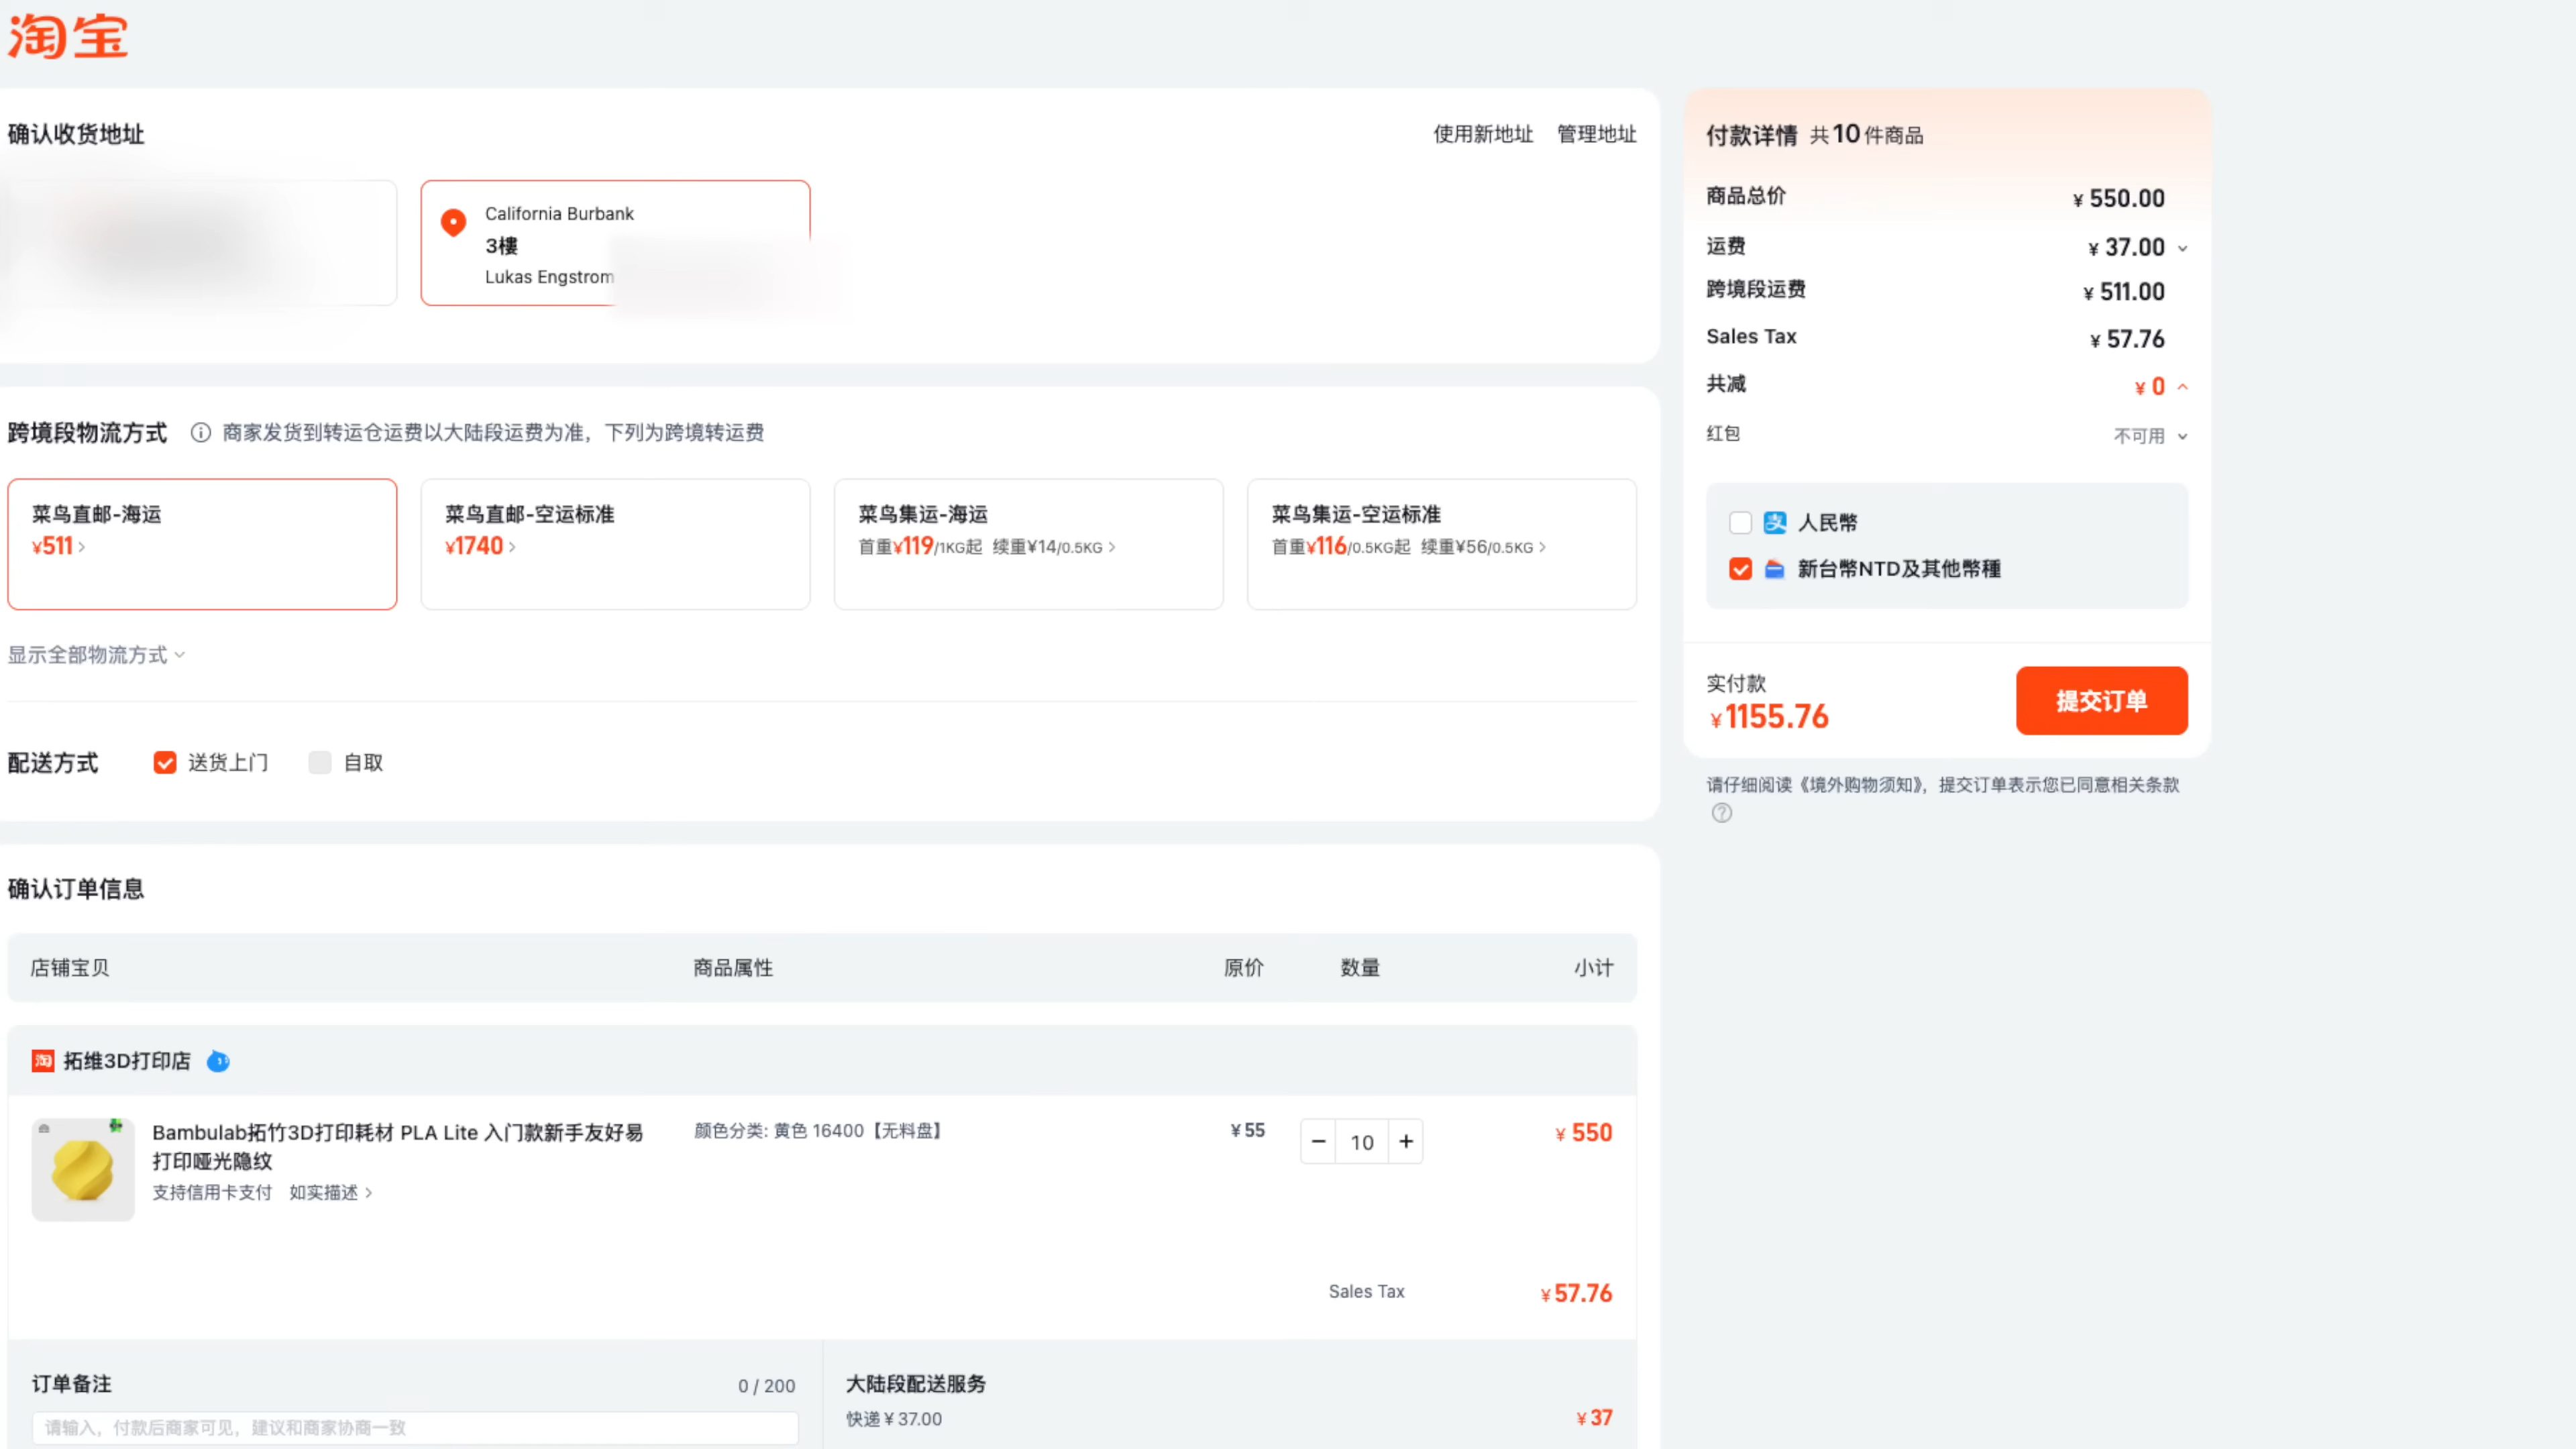 淘宝
确认收货地址
使用新地址 管理地址
California Burbank
3樓
Lukas Engstrom
跨境段物流方式 商家发货到转运仓运费以大陆段运费为准，下列为跨境转运费
菜鸟直邮-海运
¥511 >
菜鸟直邮-空运标准
¥1740 >
菜鸟集运-海运
首重¥119/1KG起 续重¥14/0.5KG >
菜鸟集运-空运标准
首重¥116/0.5KG起 续重¥56/0.5KG >
显示全部物流方式
配送方式 送货上门 自取
确认订单信息
店铺宝贝 商品属性 原价 数量 小计
淘 拓维3D打印店
Bambulab拓竹3D打印耗材 PLA Lite 入门款新手友好易
打印哑光隐纹
支持信用卡支付 如实描述 >
颜色分类: 黄色 16400【无料盘】
¥55
− 10 +
¥ 550
Sales Tax ¥ 57.76
订单备注 0 / 200
请输入，付款后商家可见，建议和商家协商一致
大陆段配送服务
快递 ¥ 37.00 ¥ 37
付款详情 共10件商品
商品总价 ¥ 550.00
运费 ¥ 37.00
跨境段运费 ¥ 511.00
Sales Tax ¥ 57.76
共减 ¥ 0
红包 不可用
支 人民幣
新台幣NTD及其他幣種
实付款
¥1155.76
提交订单
请仔细阅读《境外购物须知》，提交订单表示您已同意相关条款
?